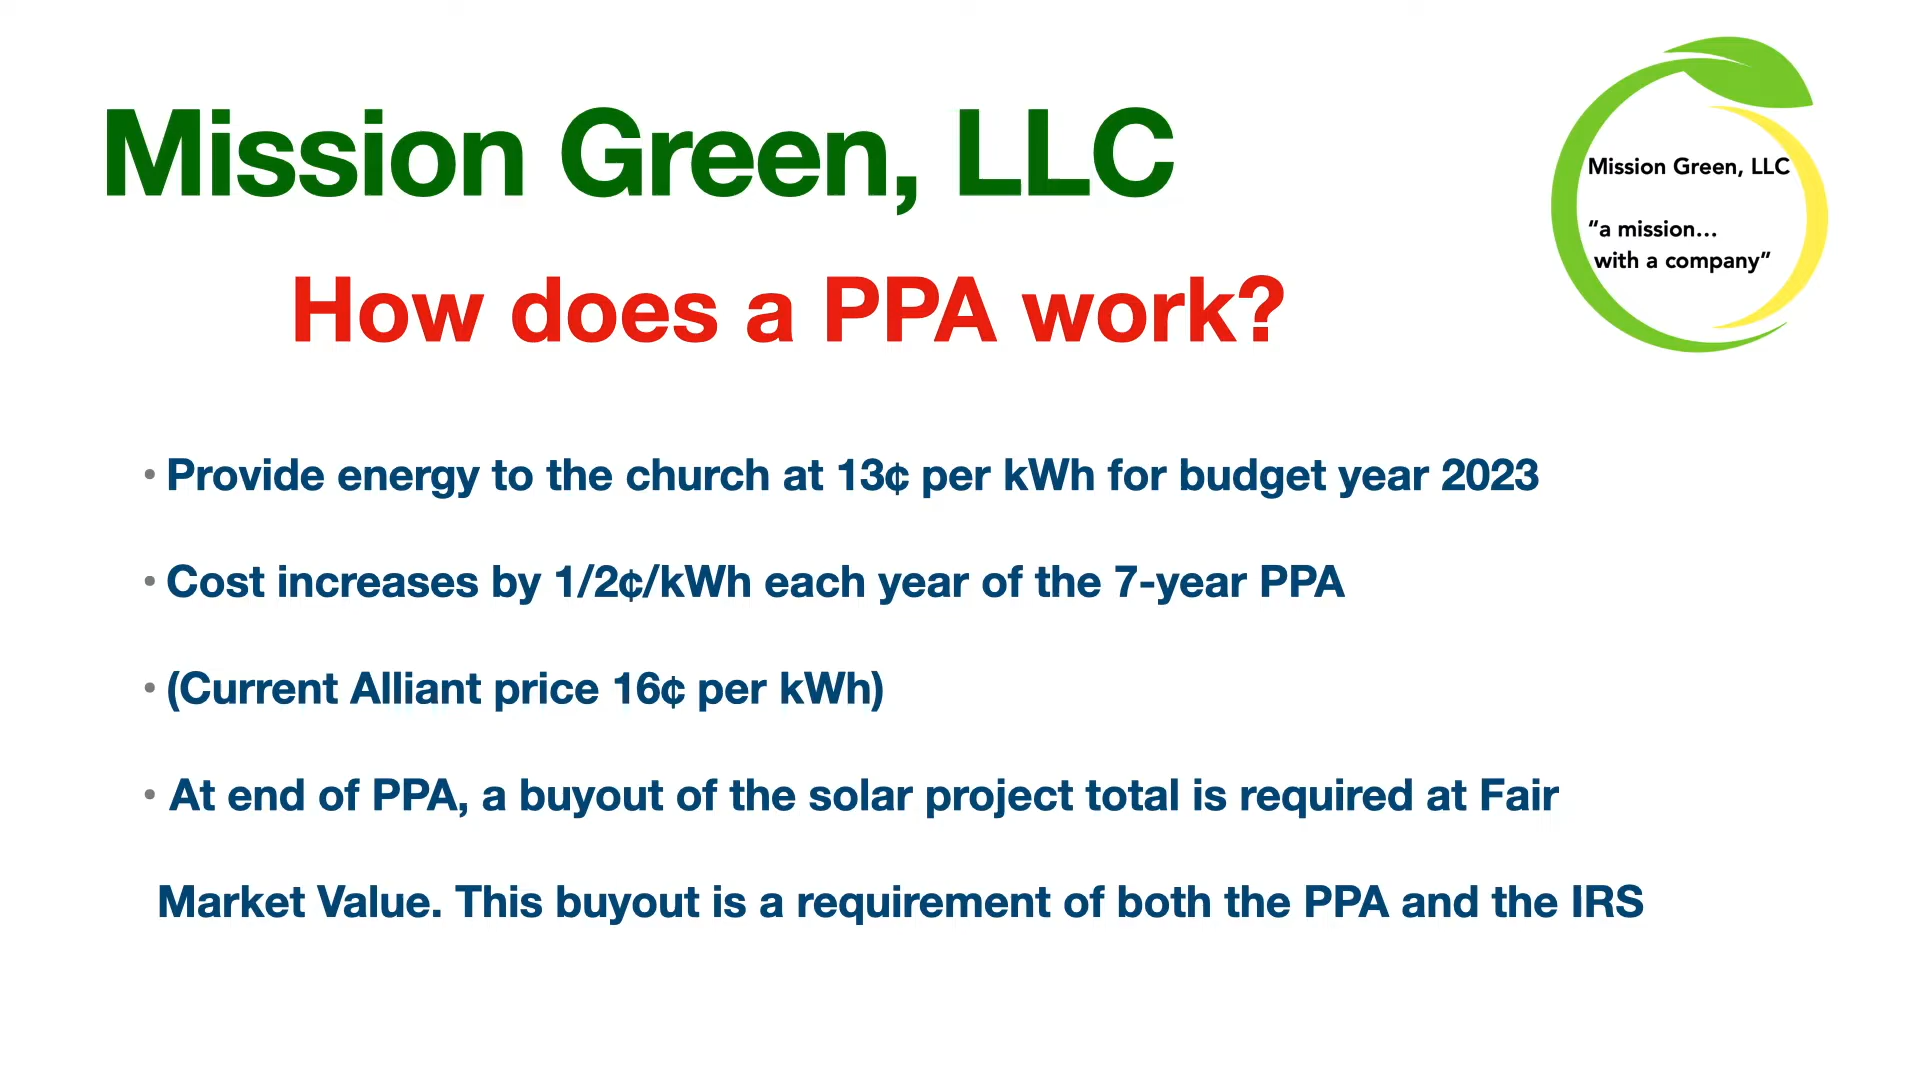 Mission Green, LLC
How does a PPA work?
Mission Green, LLC
“a mission…
with a company”
• Provide energy to the church at 13¢ per kWh for budget year 2023
• Cost increases by 1/2¢/kWh each year of the 7-year PPA
• (Current Alliant price 16¢ per kWh)
• At end of PPA, a buyout of the solar project total is required at Fair
Market Value. This buyout is a requirement of both the PPA and the IRS